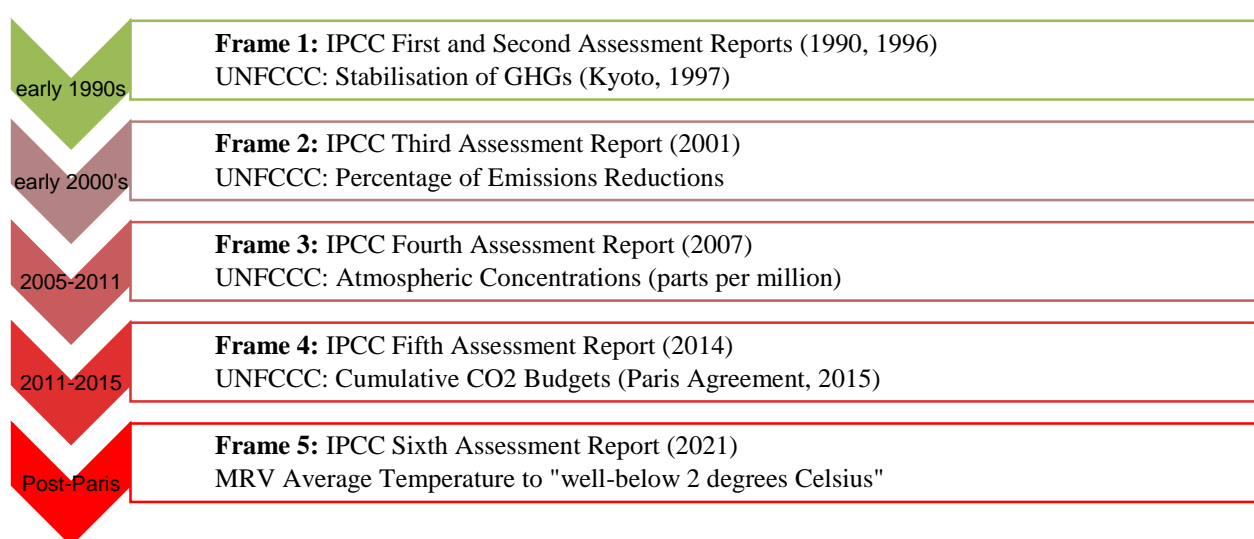 early 1990s
Frame 1: IPCC First and Second Assessment Reports (1990, 1996)
UNFCCC: Stabilisation of GHGs (Kyoto, 1997)
early 2000's
Frame 2: IPCC Third Assessment Report (2001)
UNFCCC: Percentage of Emissions Reductions
2005-2011
Frame 3: IPCC Fourth Assessment Report (2007)
UNFCCC: Atmospheric Concentrations (parts per million)
2011-2015
Frame 4: IPCC Fifth Assessment Report (2014)
UNFCCC: Cumulative CO2 Budgets (Paris Agreement, 2015)
Post-Paris
Frame 5: IPCC Sixth Assessment Report (2021)
MRV Average Temperature to "well-below 2 degrees Celsius"